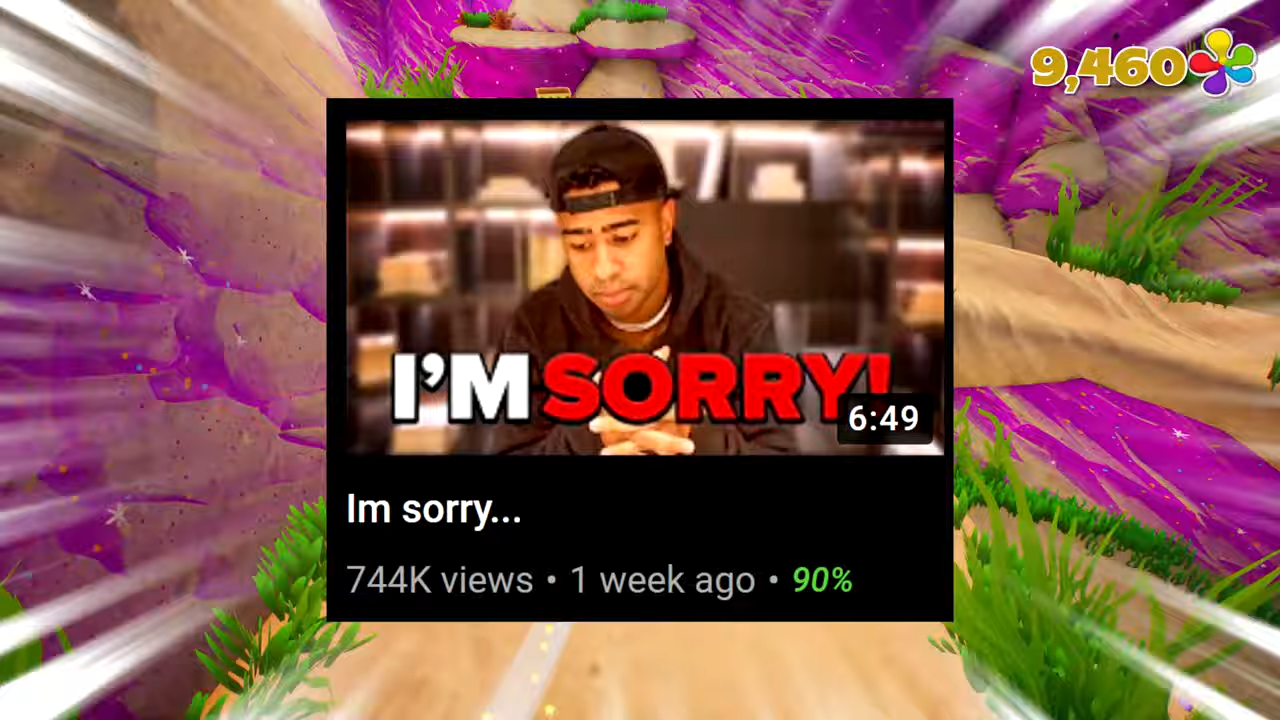 9,460
I'M SORRY!
6:49
Im sorry...
744K views • 1 week ago • 90%